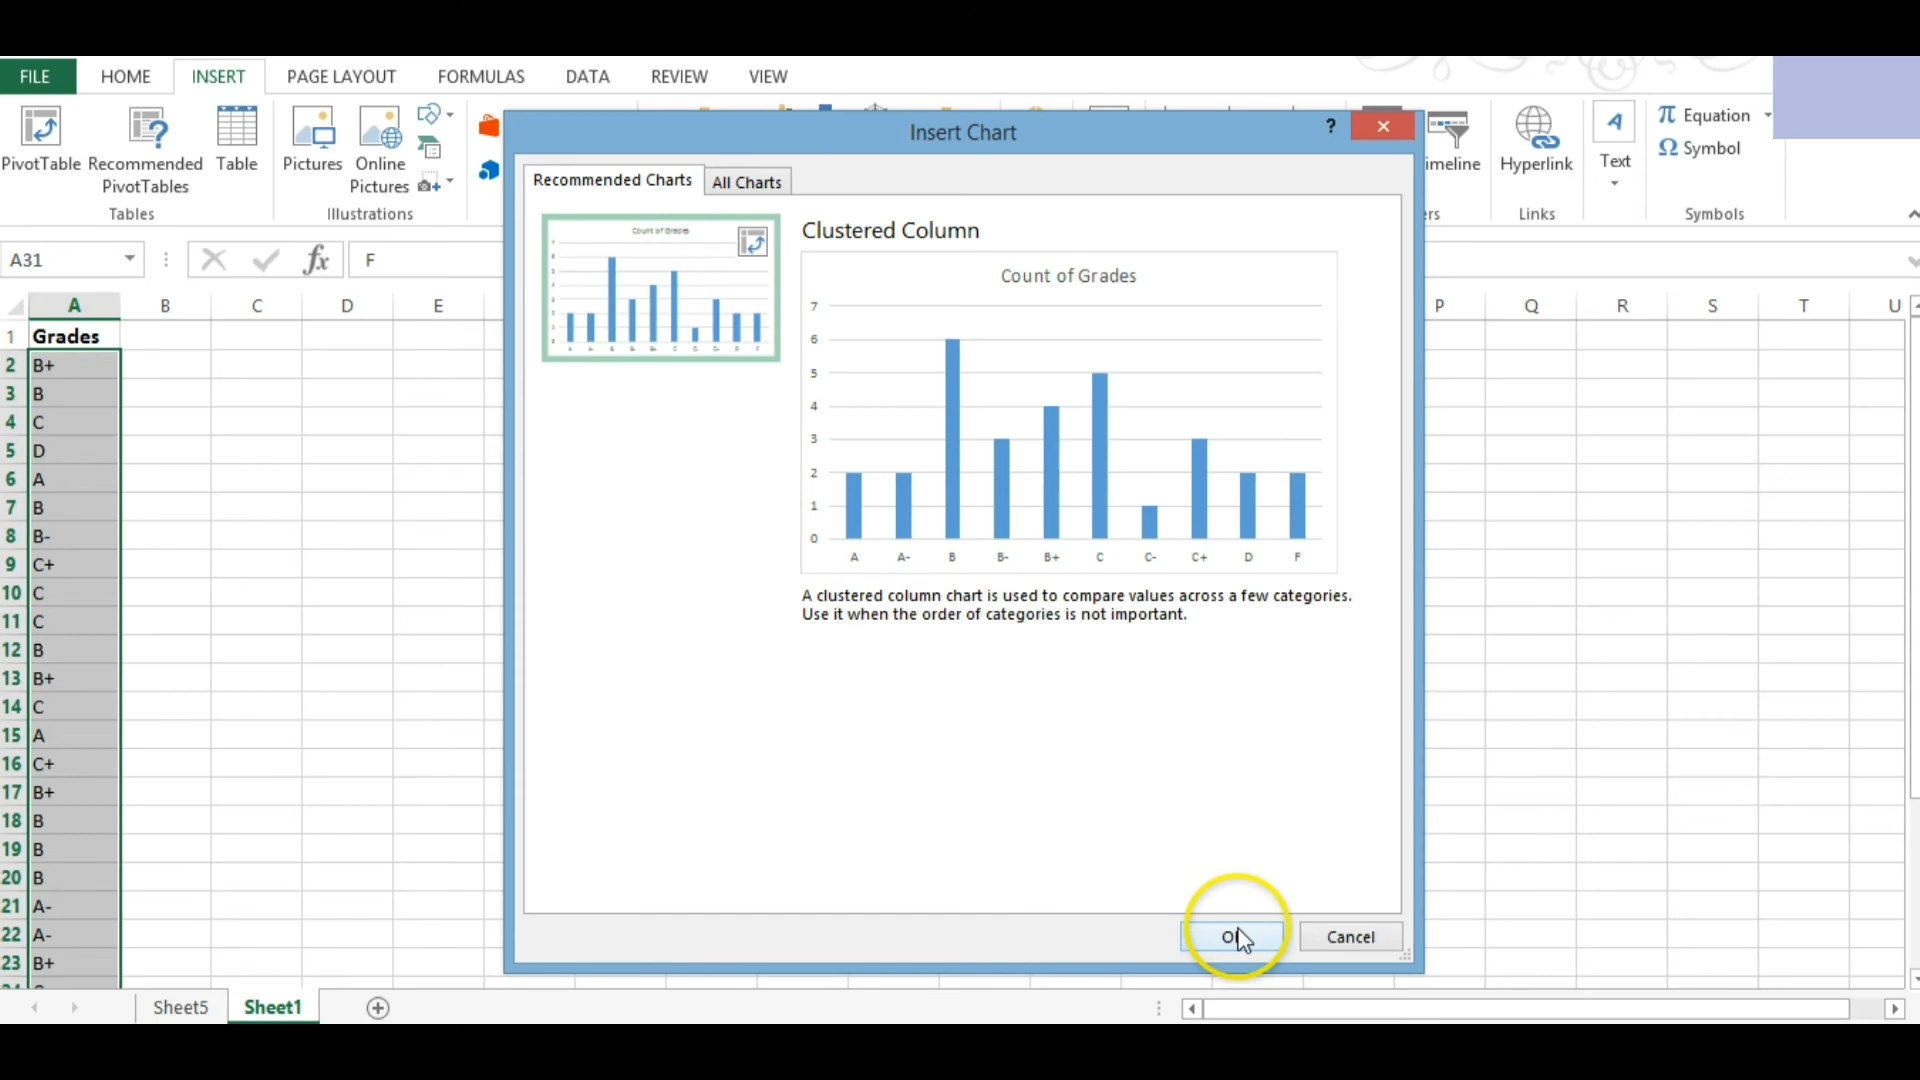 FILE HOME INSERT PAGE LAYOUT FORMULAS DATA REVIEW VIEW
PivotTable Recommended PivotTables Table Pictures Online Pictures
Tables Illustrations
Hyperlink Text Equation
Symbol
Links Symbols
A31 fx F
A B C D E P Q R S T U
1 Grades
2 B+
3 B
4 C
5 D
6 A
7 B
8 B-
9 C+
10 C
11 C
12 B
13 B+
14 C
15 A
16 C+
17 B+
18 B
19 B
20 B
21 A-
22 A-
23 B+
Insert Chart ?
Recommended Charts All Charts
Count of Grades
Clustered Column
Count of Grades
7
6
5
4
3
2
1
0
A A- B B- B+ C C- C+ D F
A clustered column chart is used to compare values across a few categories.
Use it when the order of categories is not important.
Cancel
Sheet5 Sheet1